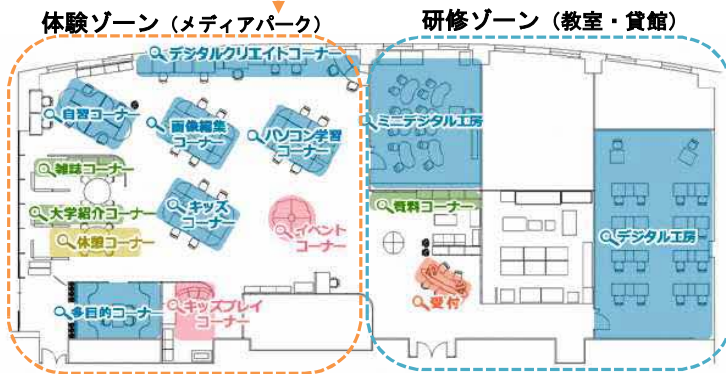 体験ゾーン（メディアパーク）
研修ゾーン（教室・貸館）
デジタルクリエイトコーナー
自習コーナー
画像編集
コーナー
パソコン学習
コーナー
ミニデジタル工房
雑誌コーナー
大学紹介コーナー
キッズ
コーナー
休憩コーナー
イベント
コーナー
資料コーナー
デジタル工房
多目的コーナー
キッズプレイ
コーナー
受付